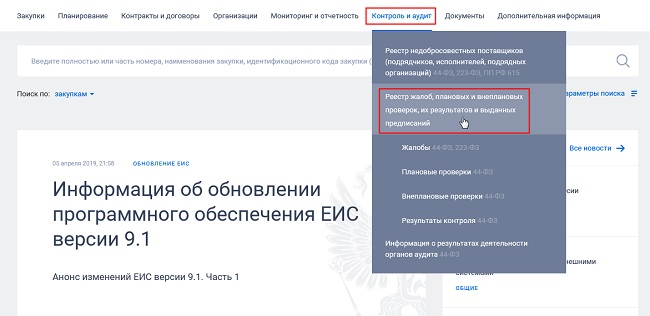 Закупки Планирование Контракты и договоры Организации Мониторинг и отчетность Контроль и аудит Документы Дополнительная информация
Реестр недобросовестных поставщиков
(подрядчиков, исполнителей, подрядных
организаций) 44-ФЗ, 223-ФЗ, ПП РФ 615
Введите полностью или часть номера, наименования закупки, идентификационного кода закупки (
Поиск по: закупкам
Реестр жалоб, плановых и внеплановых
проверок, их результатов и выданных
предписаний
араметры поиска
Жалобы 44-ФЗ, 223-ФЗ
Плановые проверки 44-ФЗ
Внеплановые проверки 44-ФЗ
Результаты контроля 44-ФЗ
Информация о результатах деятельности
органов аудита 44-ФЗ
05 апреля 2019, 21:58 ОБНОВЛЕНИЕ ЕИС
Информация об обновлении
программного обеспечения ЕИС
версии 9.1
Анонс изменений ЕИС версии 9.1. Часть 1
Все новости
рсии
нешними
системами
ОБЩИЕ